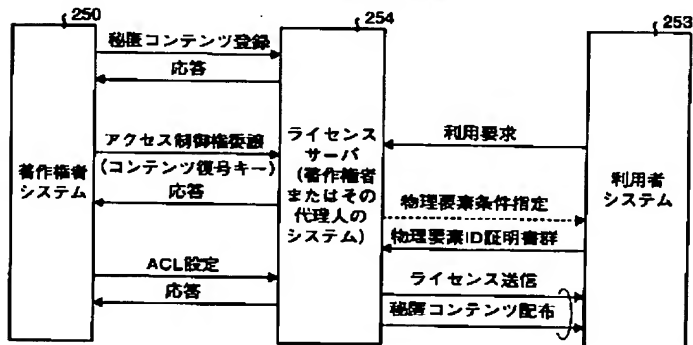 250
254
253
秘匿コンテンツ登録
応答
アクセス制御権委譲
(コンテンツ復号キー)
応答
ACL設定
応答
著作権者
システム
ライセンス
サーバ
(著作権者
またはその
代理人の
システム)
利用要求
物理要素条件指定
物理要素ID証明書群
ライセンス送信
秘匿コンテンツ配布
利用者
システム